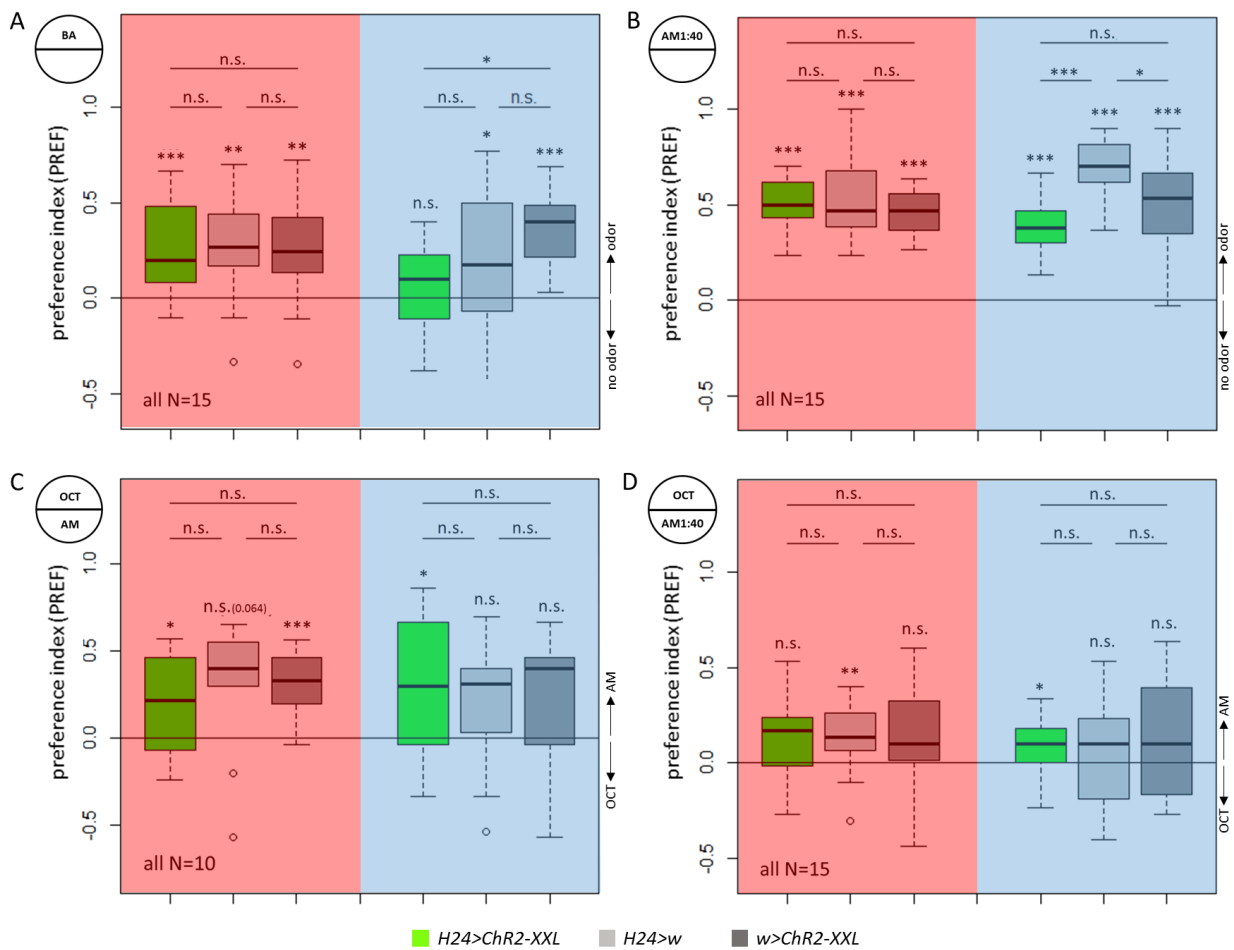 A
BA
n.s.
n.s.
n.s.
***
**
**
*
n.s.
n.s.
n.s.
*
***
preference index (PREF)
1.0
0.5
0.0
-0.5
all N=15
odor
no odor
B
AM1:40
n.s.
n.s.
n.s.
***
***
***
n.s.
***
*
***
***
***
preference index (PREF)
1.0
0.5
0.0
-0.5
all N=15
odor
no odor
C
OCT
AM
n.s.
n.s.
n.s.
*
n.s.(0.064)
***
n.s.
n.s.
n.s.
*
n.s.
n.s.
preference index (PREF)
1.0
0.5
0.0
-0.5
all N=10
AM
OCT
D
OCT
AM1:40
n.s.
n.s.
n.s.
n.s.
**
n.s.
n.s.
n.s.
n.s.
*
n.s.
n.s.
preference index (PREF)
1.0
0.5
0.0
-0.5
all N=15
AM
OCT
H24>ChR2-XXL
H24>w
w>ChR2-XXL